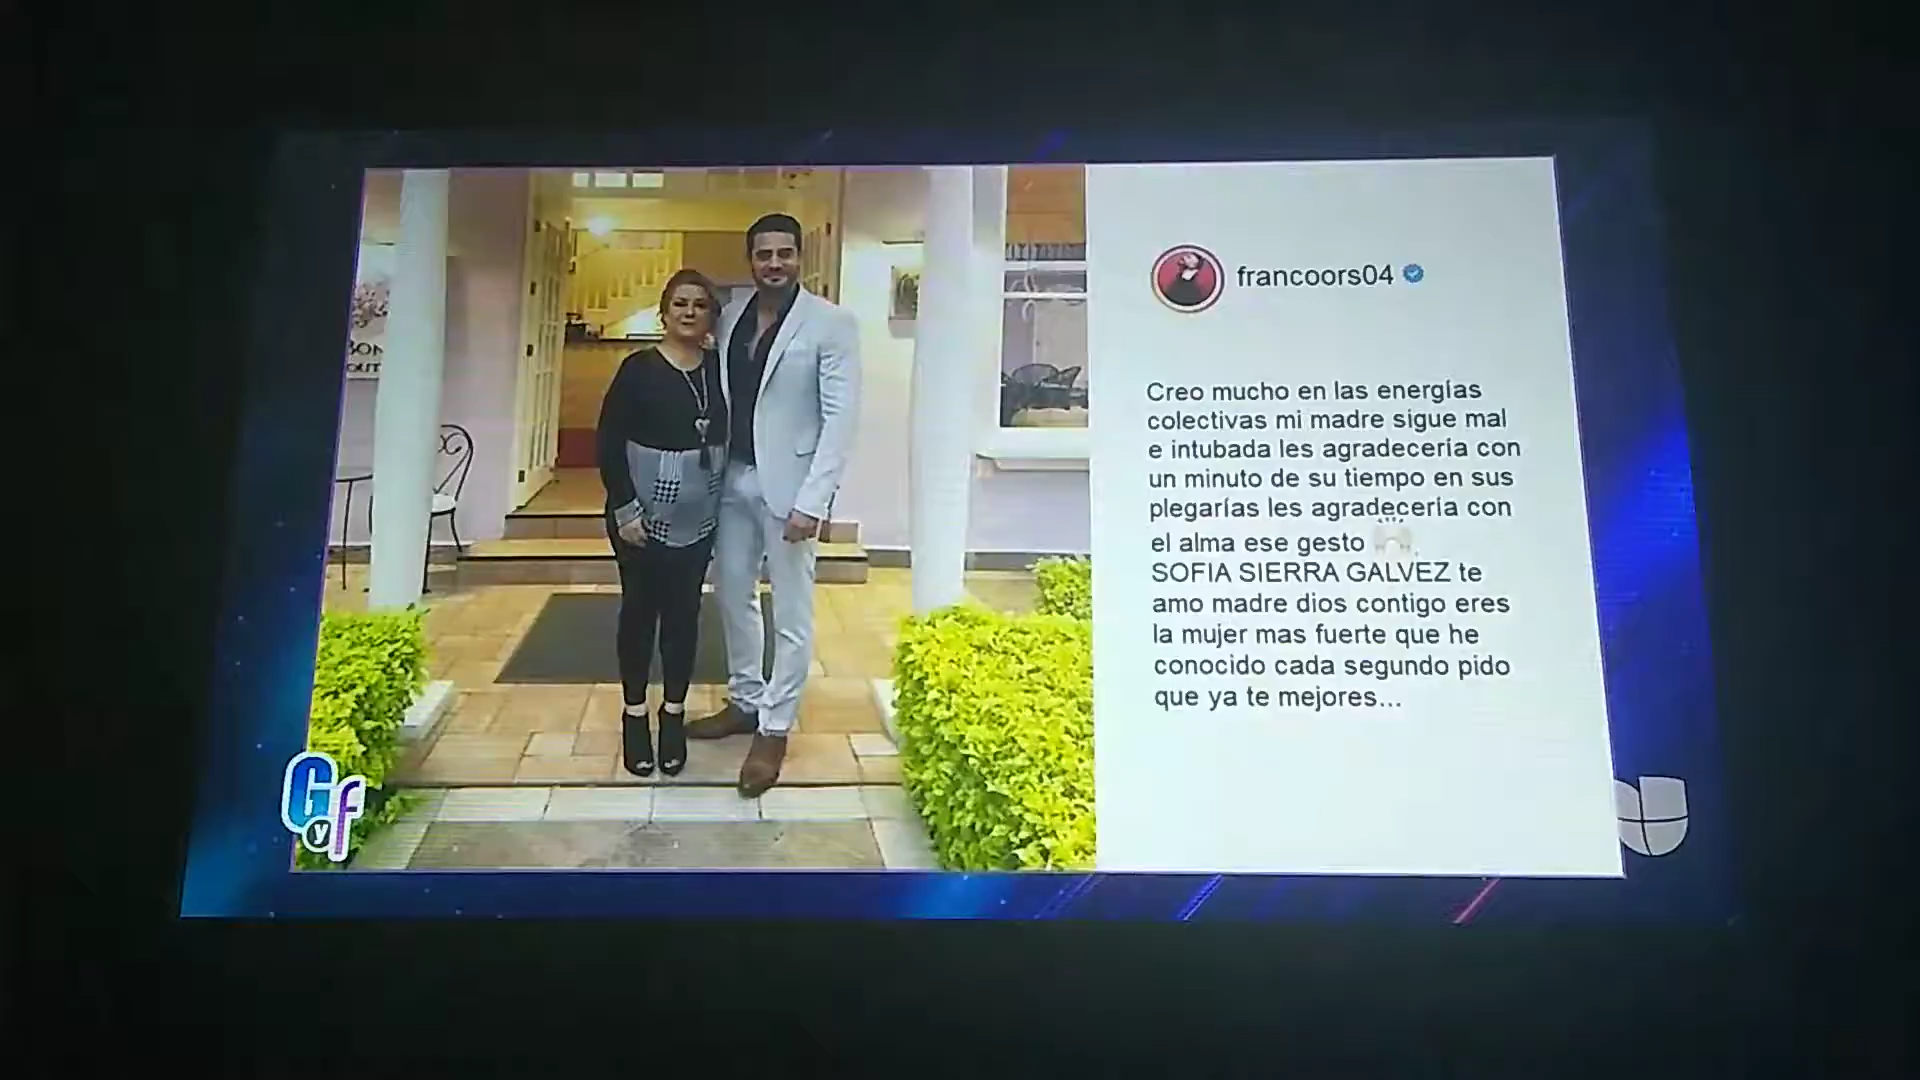 BON
OUT
francoors04
Creo mucho en las energías
colectivas mi madre sigue mal
e intubada les agradecería con
un minuto de su tiempo en sus
plegarías les agradecería con
el alma ese gesto
SOFIA SIERRA GALVEZ te
amo madre dios contigo eres
la mujer mas fuerte que he
conocido cada segundo pido
que ya te mejores...
G y f